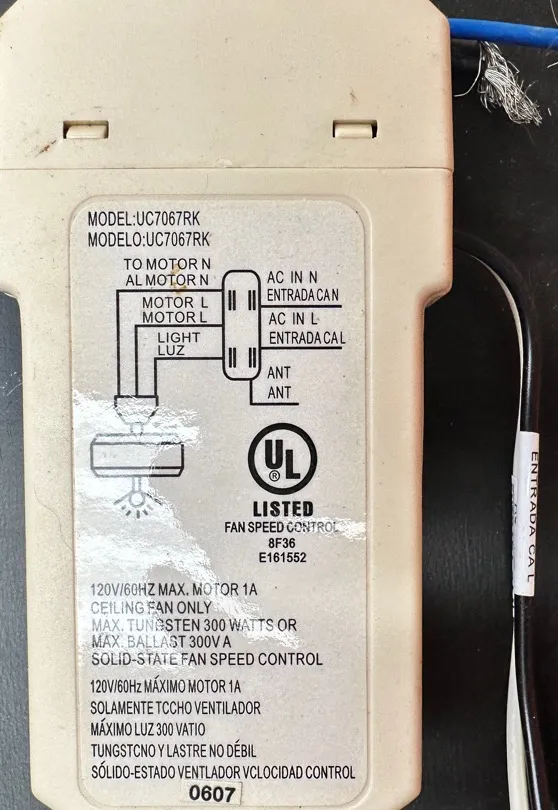 MODEL:UC7067RK
MODELO:UC7067RK
TO MOTOR N
AL MOTOR N
MOTOR L
MOTOR L
LIGHT
LUZ
AC IN N
ENTRADA CA N
AC IN L
ENTRADA CA L
ANT
ANT
UL
®
LISTED
FAN SPEED CONTROL
8F36
E161552
120V/60HZ MAX. MOTOR 1A
CEILING FAN ONLY
MAX. TUNGSTEN 300 WATTS OR
MAX. BALLAST 300V A
SOLID-STATE FAN SPEED CONTROL
120V/60Hz MÁXIMO MOTOR 1A
SOLAMENTE TCCHO VENTILADOR
MÁXIMO LUZ 300 VATIO
TUNGSTCNO Y LASTRE NO DÉBIL
SÓLIDO-ESTADO VENTLADOR VCLOCIDAD CONTROL
0607
ENTRADA CA L